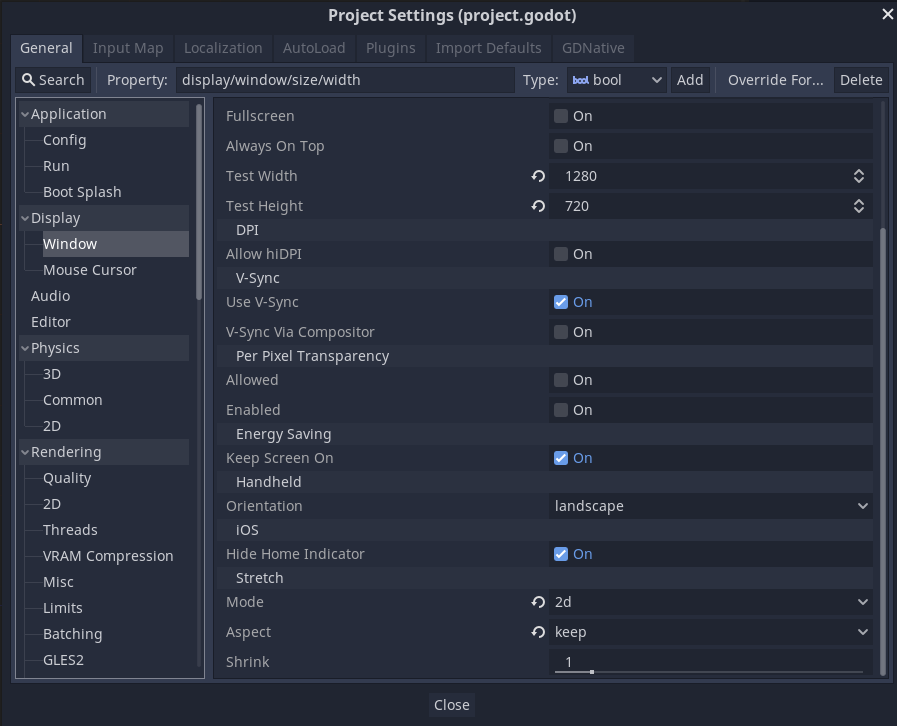 Project Settings (project.godot)
General Input Map Localization AutoLoad Plugins Import Defaults GDNative
Search Property: display/window/size/width Type: bool bool Add Override For... Delete
Application
Config
Run
Boot Splash
Display
Window
Mouse Cursor
Audio
Editor
Physics
3D
Common
2D
Rendering
Quality
2D
Threads
VRAM Compression
Misc
Limits
Batching
GLES2
Fullscreen On
Always On Top On
Test Width 1280
Test Height 720
DPI
Allow hiDPI On
V-Sync
Use V-Sync On
V-Sync Via Compositor On
Per Pixel Transparency
Allowed On
Enabled On
Energy Saving
Keep Screen On On
Handheld
Orientation landscape
iOS
Hide Home Indicator On
Stretch
Mode 2d
Aspect keep
Shrink 1
Close